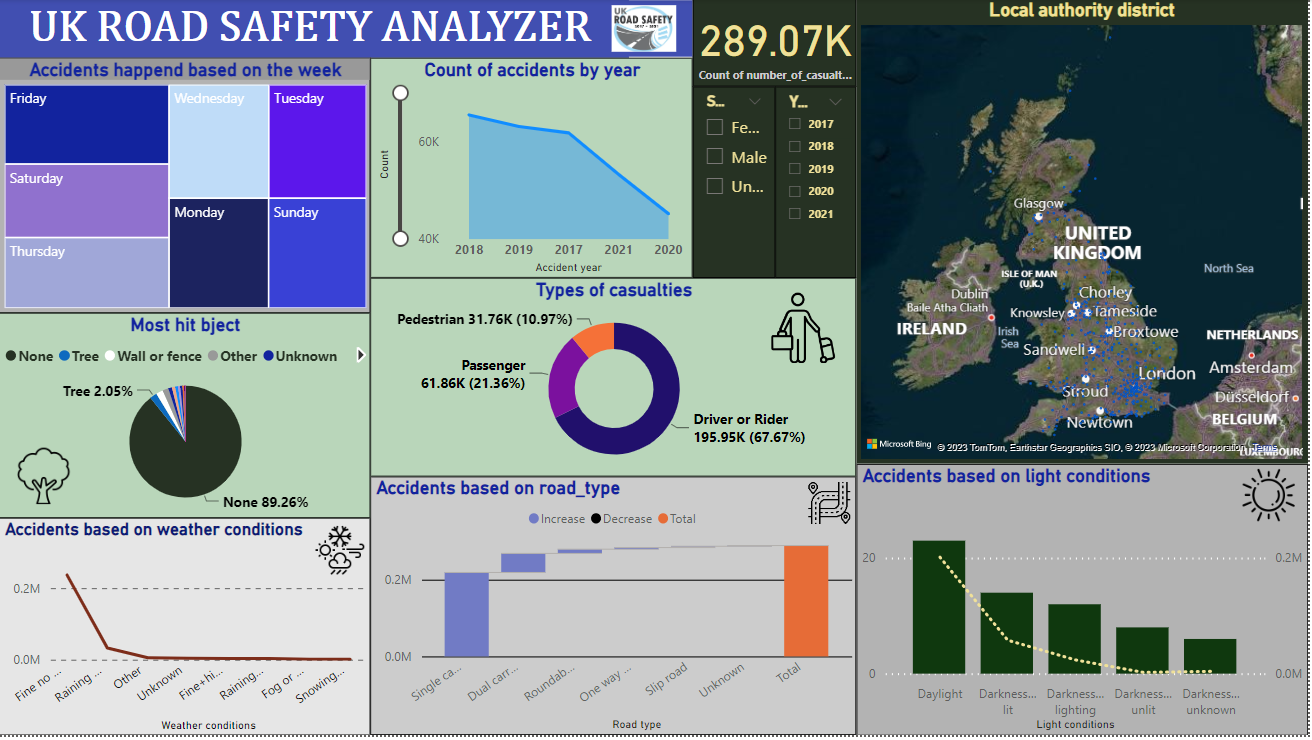 UK ROAD SAFETY ANALYZER
UK
ROAD SAFETY
289.07K
Count of number_of_casualt...
S...
Fe...
Male
Un...
Y...
2017
2018
2019
2020
2021
Local authority district
Glasgow
UNITED
KINGDOM
North Sea
ISLE OF MAN
(U.K.)
Dublin
Baile Atha Cliath
IRELAND
Irish
Sea
Chorley
Knowsley
Tameside
Broxtowe
Sandwell
NETHERLANDS
Amsterdam
London
Stroud
Düsseldorf
Newtown
BELGIUM
Microsoft Bing
© 2023 TomTom, Earthstar Geographics SIO, © 2023 Microsoft Corporation Terms
LUXEMBOURG
Accidents happend based on the week
Friday
Wednesday
Tuesday
Saturday
Monday
Sunday
Thursday
Count of accidents by year
Count
60K
40K
2018 2019 2017 2021 2020
Accident year
Most hit bject
None Tree Wall or fence Other Unknown
Tree 2.05%
None 89.26%
Types of casualties
Pedestrian 31.76K (10.97%)
Passenger
61.86K (21.36%)
Driver or Rider
195.95K (67.67%)
Accidents based on weather conditions
0.2M
0.0M
Fine no ...
Raining ...
Other
Unknown
Fine+hi...
Raining...
Fog or ...
Snowing...
Weather conditions
Accidents based on road_type
Increase Decrease Total
0.2M
0.0M
Single ca...
Dual carr...
Roundab...
One way ...
Slip road
Unknown
Total
Road type
Accidents based on light conditions
20
0
0.2M
0.0M
Daylight
Darkness...
lit
Darkness...
lighting
Darkness...
unlit
Darkness...
unknown
Light conditions